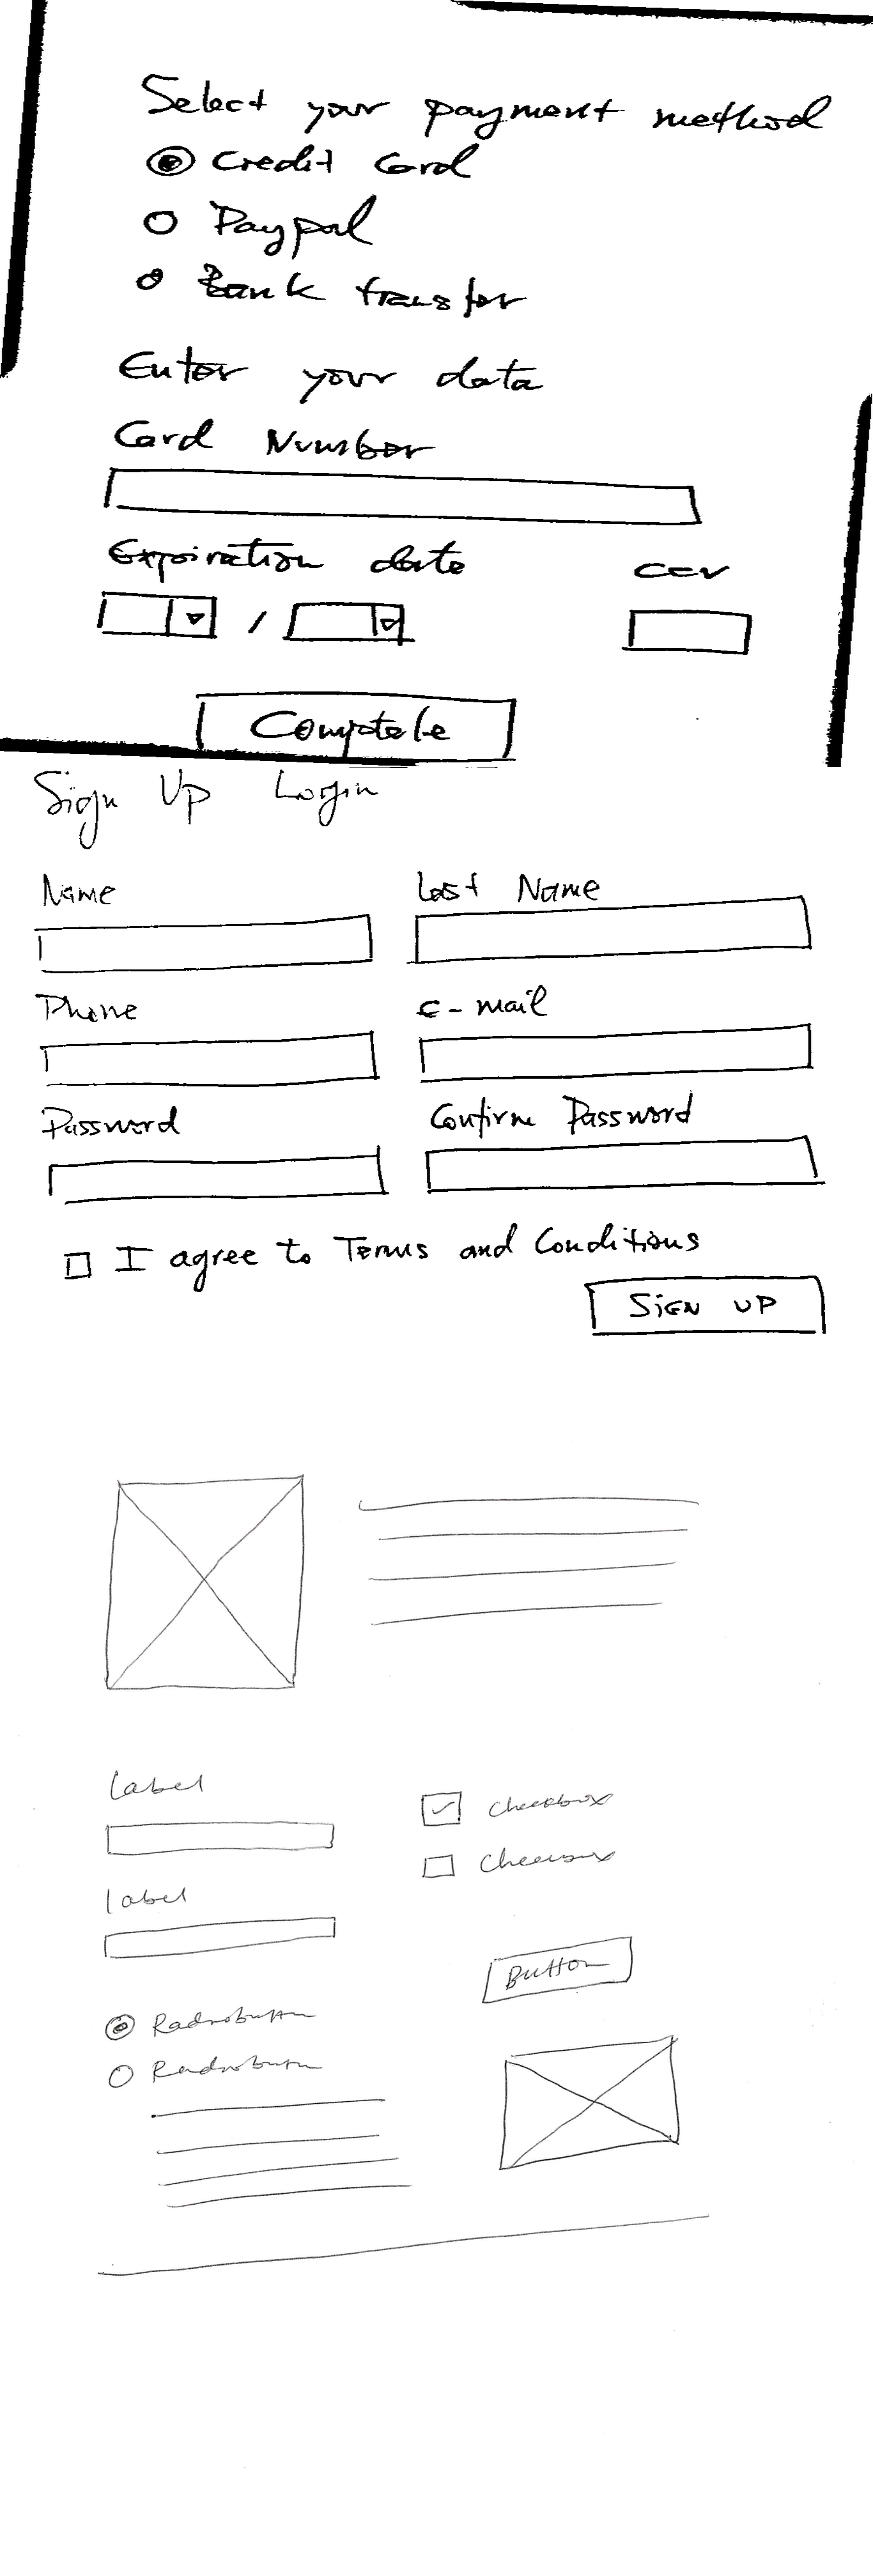 Select your payment method
Credit Card
Paypal
Bank transfer
Enter your data
Card Number
Expiration date ccv
/
Complete
Sign Up Login
Name Last Name
Phone e-mail
Password Confirm Password
I agree to Terms and Conditions
SIGN UP
Label
Checkbox
Checkbox
label
Button
Radiobutton
Radiobutton